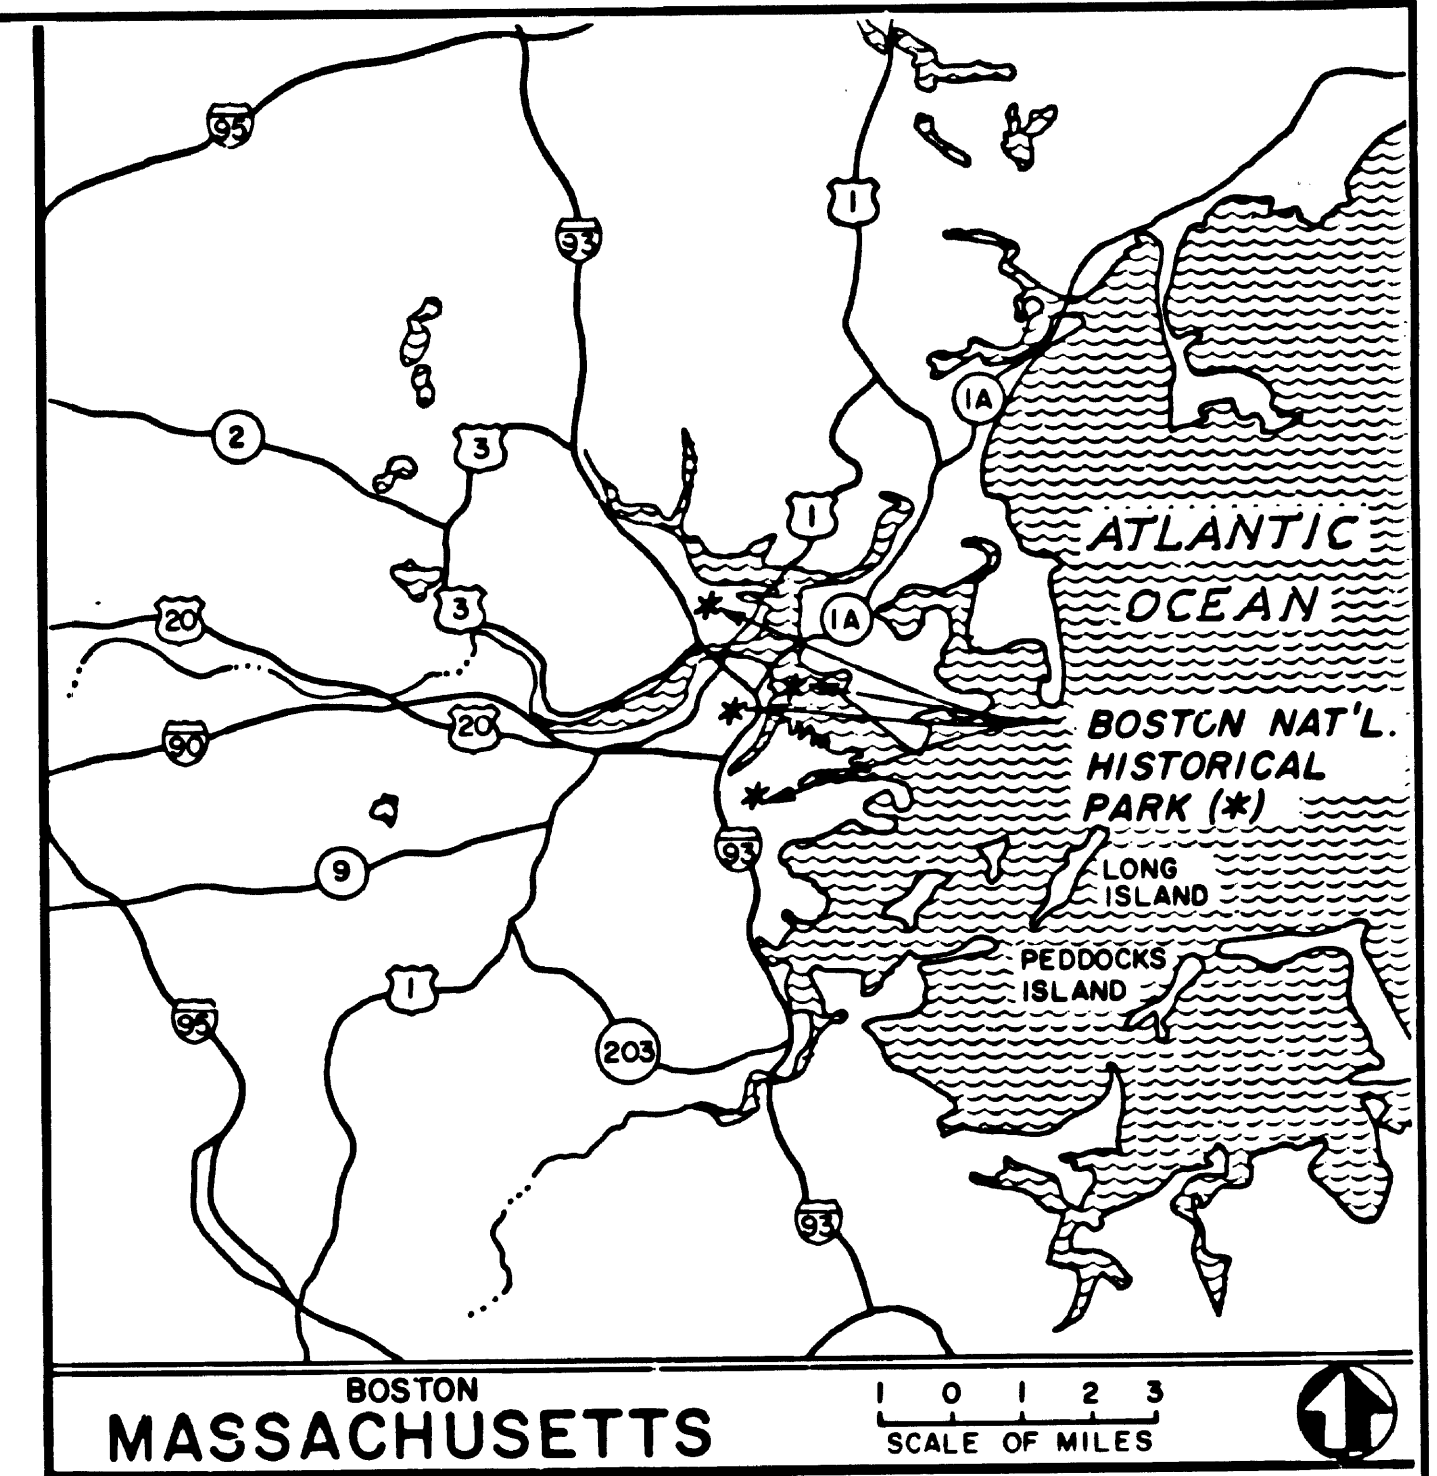 95
93
1
1A
2
3
1
ATLANTIC
OCEAN
3
20
1A
90
20
BOSTON NAT'L.
HISTORICAL
PARK (*)
93
9
LONG
ISLAND
PEDDOCKS
ISLAND
1
95
203
93
BOSTON
MASSACHUSETTS
1 0 1 2 3
SCALE OF MILES